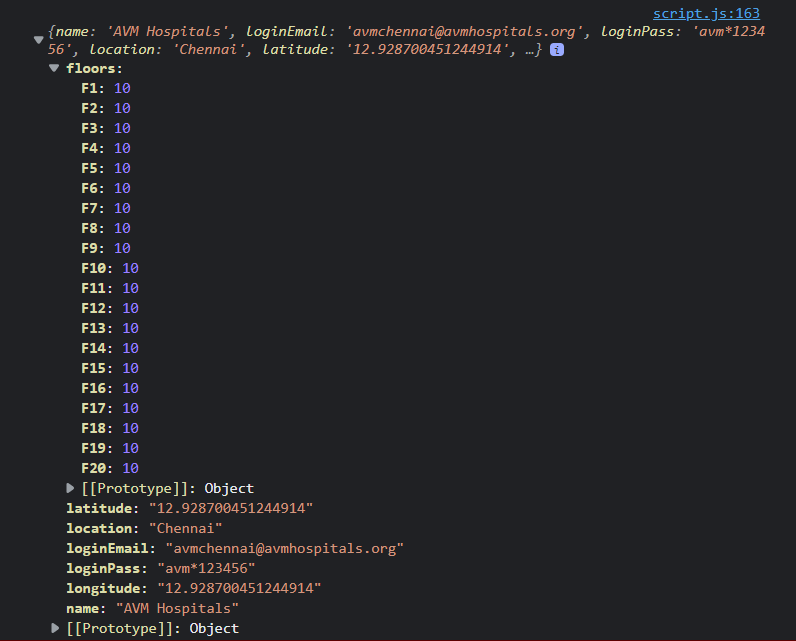 script.js:163
{name: 'AVM Hospitals', loginEmail: 'avmchennai@avmhospitals.org', loginPass: 'avm*1234
56', location: 'Chennai', latitude: '12.928700451244914', …} i
floors:
F1: 10
F2: 10
F3: 10
F4: 10
F5: 10
F6: 10
F7: 10
F8: 10
F9: 10
F10: 10
F11: 10
F12: 10
F13: 10
F14: 10
F15: 10
F16: 10
F17: 10
F18: 10
F19: 10
F20: 10
[[Prototype]]: Object
latitude: "12.928700451244914"
location: "Chennai"
loginEmail: "avmchennai@avmhospitals.org"
loginPass: "avm*123456"
longitude: "12.928700451244914"
name: "AVM Hospitals"
[[Prototype]]: Object